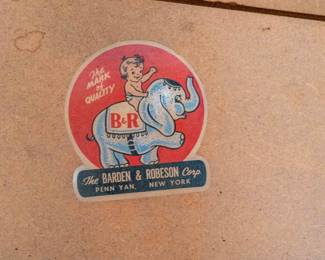 The
MARK
of
QUALITY
B&R
The BARDEN & ROBESON Corp.
PENN YAN, NEW YORK